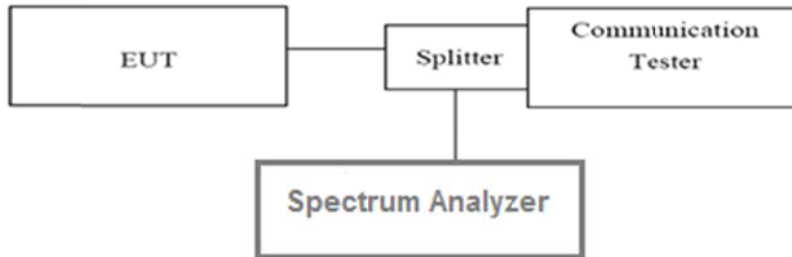 EUT
Splitter
Communication
Tester
Spectrum Analyzer